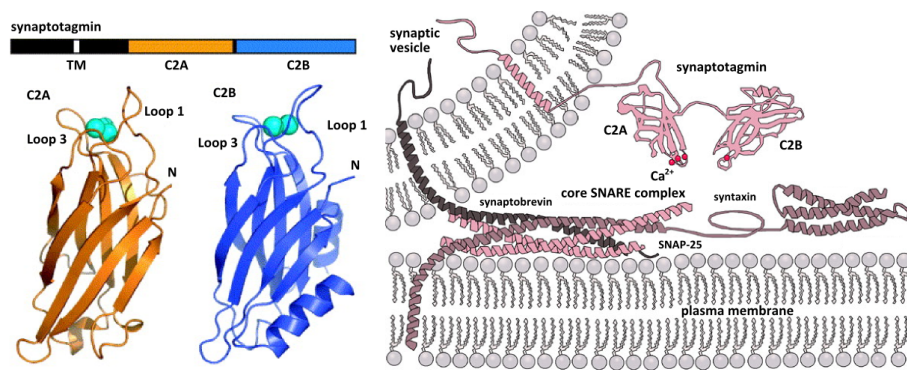 synaptotagmin
TM
C2A
C2B
C2A
Loop 1
Loop 3
N
C2B
Loop 1
Loop 3
N
synaptic
vesicle
synaptotagmin
C2A
C2B
Ca2+
core SNARE complex
synaptobrevin
syntaxin
SNAP-25
plasma membrane